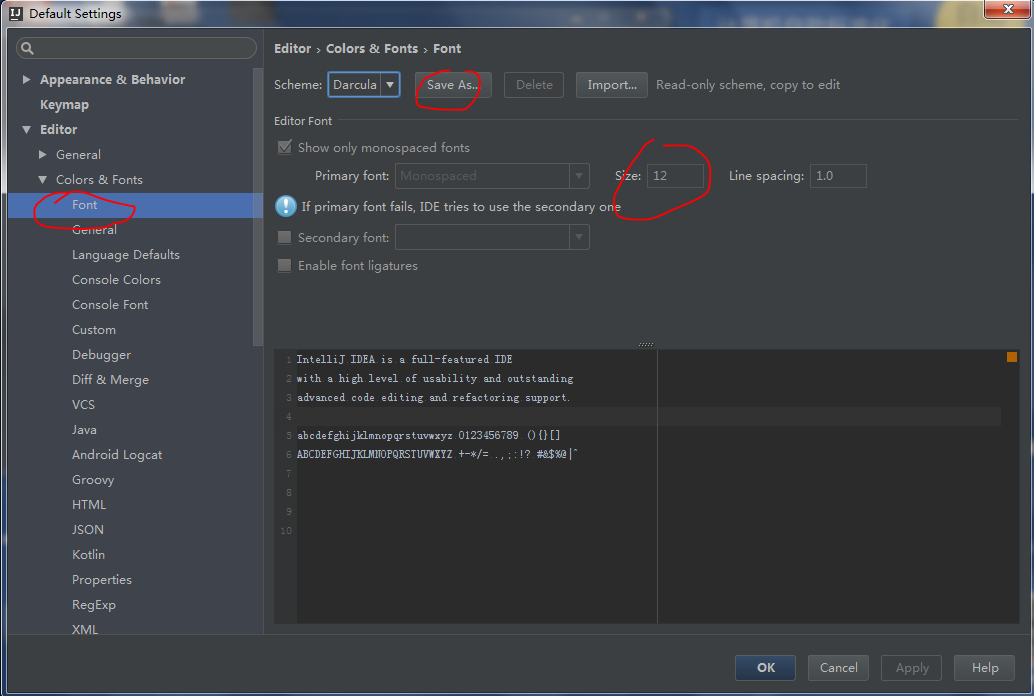 Default Settings
Editor › Colors & Fonts › Font
Appearance & Behavior
Keymap
Editor
General
Colors & Fonts
Font
General
Language Defaults
Console Colors
Console Font
Custom
Debugger
Diff & Merge
VCS
Java
Android Logcat
Groovy
HTML
JSON
Kotlin
Properties
RegExp
XML
Scheme: Darcula Save As... Delete Import... Read-only scheme, copy to edit
Editor Font
Show only monospaced fonts
Primary font: Monospaced Size: 12 Line spacing: 1.0
If primary font fails, IDE tries to use the secondary one
Secondary font:
Enable font ligatures
1 IntelliJ IDEA is a full-featured IDE
2 with a high level of usability and outstanding
3 advanced code editing and refactoring support.
4
5 abcdefghijklmnopqrstuvwxyz 0123456789 (){}[]
6 ABCDEFGHIJKLMNOPQRSTUVWXYZ +-*/= .,;:!? #&$%@|^
7
8
9
10
OK Cancel Apply Help